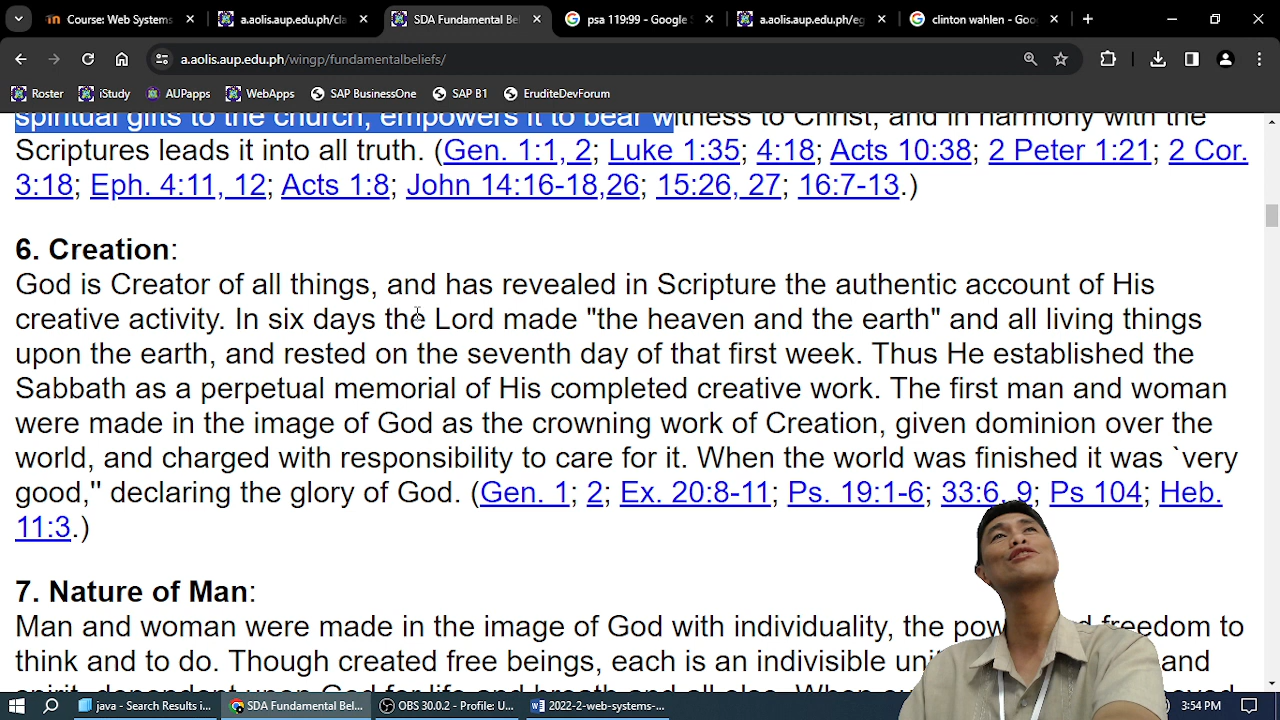 Course: Web Systems
a.aolis.aup.edu.ph/cla
SDA Fundamental Bel
psa 119:99 - Google S
a.aolis.aup.edu.ph/eg
clinton wahlen - Goog
a.aolis.aup.edu.ph/wingp/fundamentalbeliefs/
Roster iStudy AUPapps WebApps SAP BusinessOne SAP B1 EruditeDevForum
spiritual gifts to the church, empowers it to bear witness to Christ, and in harmony with the
Scriptures leads it into all truth. (Gen. 1:1, 2; Luke 1:35; 4:18; Acts 10:38; 2 Peter 1:21; 2 Cor.
3:18; Eph. 4:11, 12; Acts 1:8; John 14:16-18,26; 15:26, 27; 16:7-13.)
6. Creation:
God is Creator of all things, and has revealed in Scripture the authentic account of His
creative activity. In six days the Lord made "the heaven and the earth" and all living things
upon the earth, and rested on the seventh day of that first week. Thus He established the
Sabbath as a perpetual memorial of His completed creative work. The first man and woman
were made in the image of God as the crowning work of Creation, given dominion over the
world, and charged with responsibility to care for it. When the world was finished it was `very
good,'' declaring the glory of God. (Gen. 1; 2; Ex. 20:8-11; Ps. 19:1-6; 33:6, 9; Ps 104; Heb.
11:3.)
7. Nature of Man:
Man and woman were made in the image of God with individuality, the freedom to
think and to do. Though created free beings, each is an indivisible and
spirit, dependent upon God for life and breath and all else. When
java - Search Results i...
SDA Fundamental Bel...
OBS 30.0.2 - Profile: U...
2022-2-web-systems-...
3:54 PM